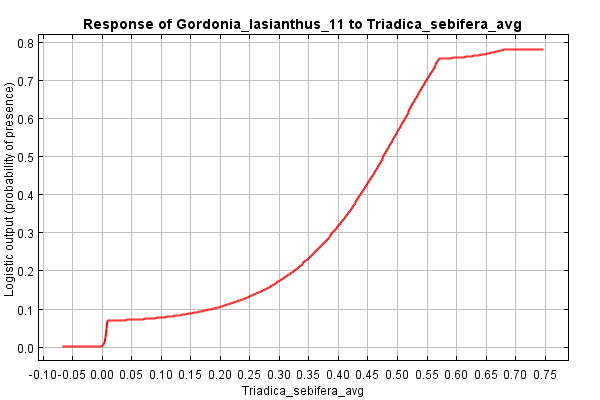 Response of Gordonia_lasianthus_11 to Triadica_sebifera_avg
Logistic output (probability of presence)
0.8
0.7
0.6
0.5
0.4
0.3
0.2
0.1
0.0
-0.10 -0.05 0.00 0.05 0.10 0.15 0.20 0.25 0.30 0.35 0.40 0.45 0.50 0.55 0.60 0.65 0.70 0.75
Triadica_sebifera_avg